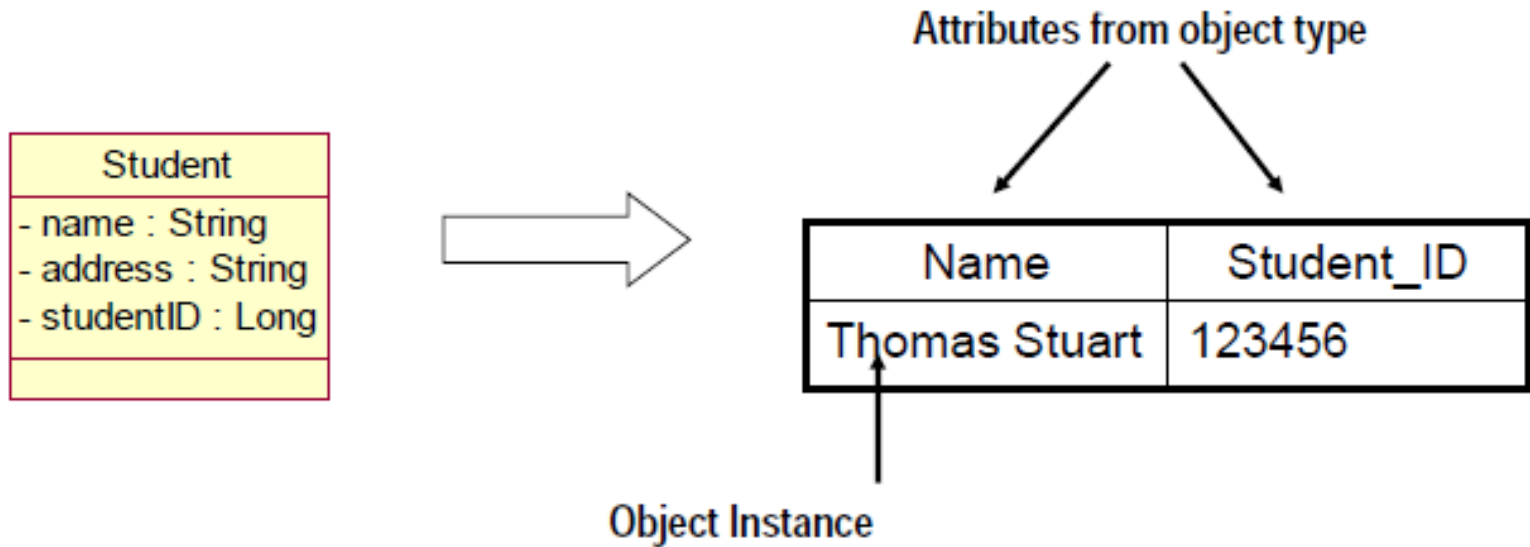 Attributes from object type
Student
- name : String
- address : String
- studentID : Long
Name Student_ID
Thomas Stuart 123456
Object Instance